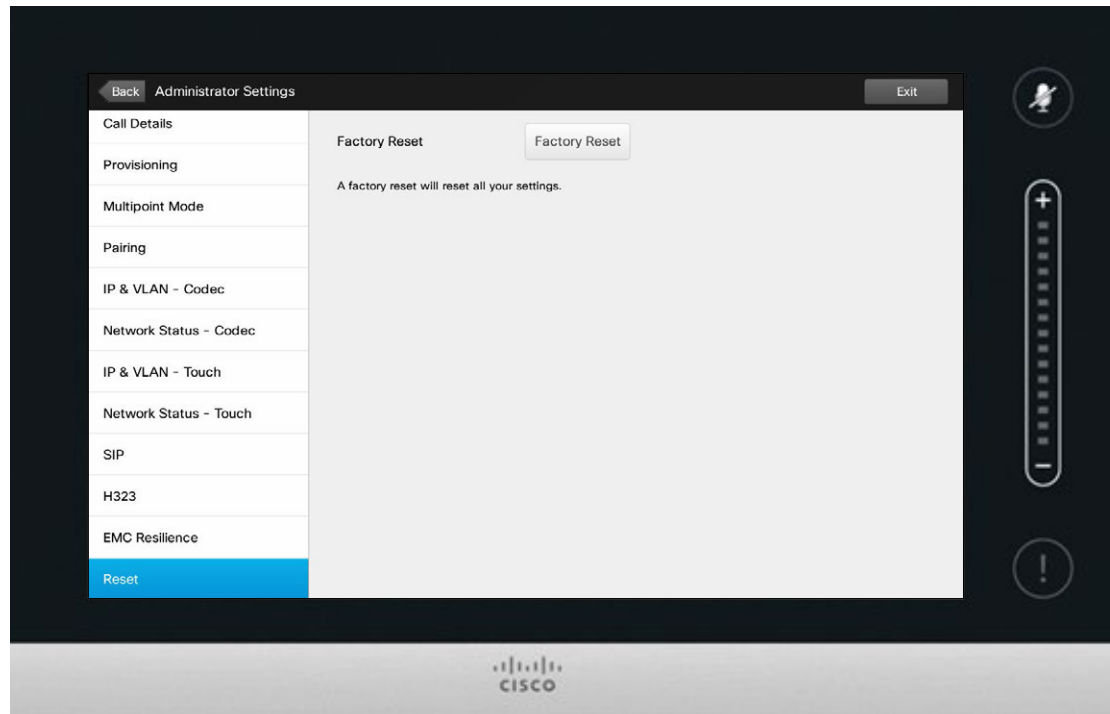 Back Administrator Settings Exit
Call Details
Provisioning
Multipoint Mode
Pairing
IP & VLAN - Codec
Network Status - Codec
IP & VLAN - Touch
Network Status - Touch
SIP
H323
EMC Resilience
Reset
Factory Reset Factory Reset
A factory reset will reset all your settings.
+
−
!
CISCO